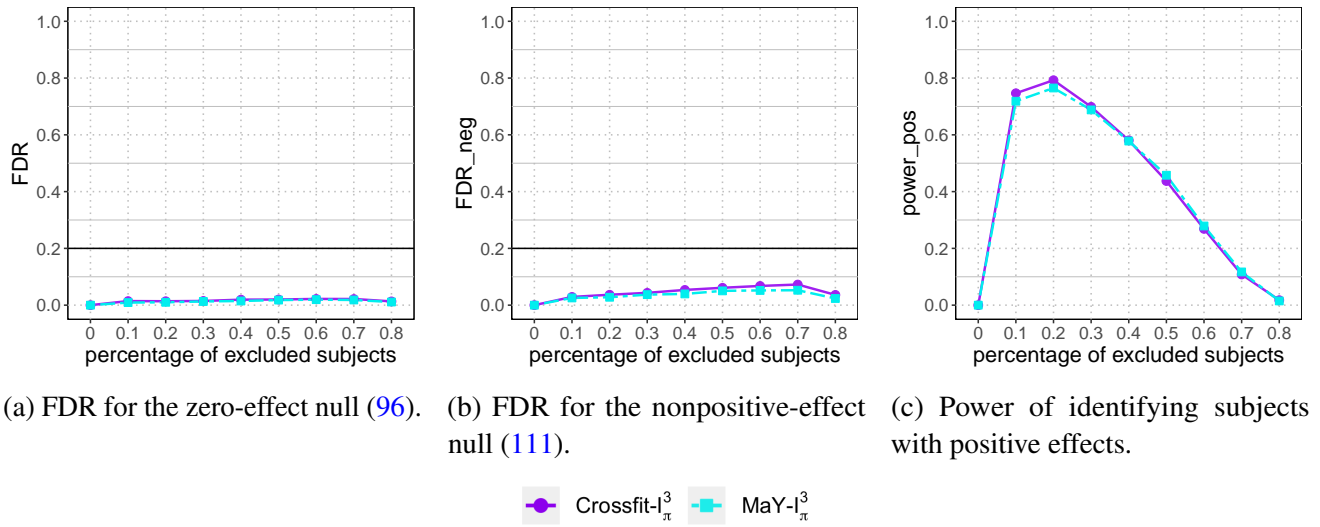 1.0
0.8
0.6
0.4
0.2
0.0
FDR
0 0.1 0.2 0.3 0.4 0.5 0.6 0.7 0.8
percentage of excluded subjects
1.0
0.8
0.6
0.4
0.2
0.0
FDR_neg
0 0.1 0.2 0.3 0.4 0.5 0.6 0.7 0.8
percentage of excluded subjects
1.0
0.8
0.6
0.4
0.2
0.0
power_pos
0 0.1 0.2 0.3 0.4 0.5 0.6 0.7 0.8
percentage of excluded subjects
(a) FDR for the zero-effect null (96).
(b) FDR for the nonpositive-effect
null (111).
(c) Power of identifying subjects
with positive effects.
Crossfit-I³π MaY-I³π